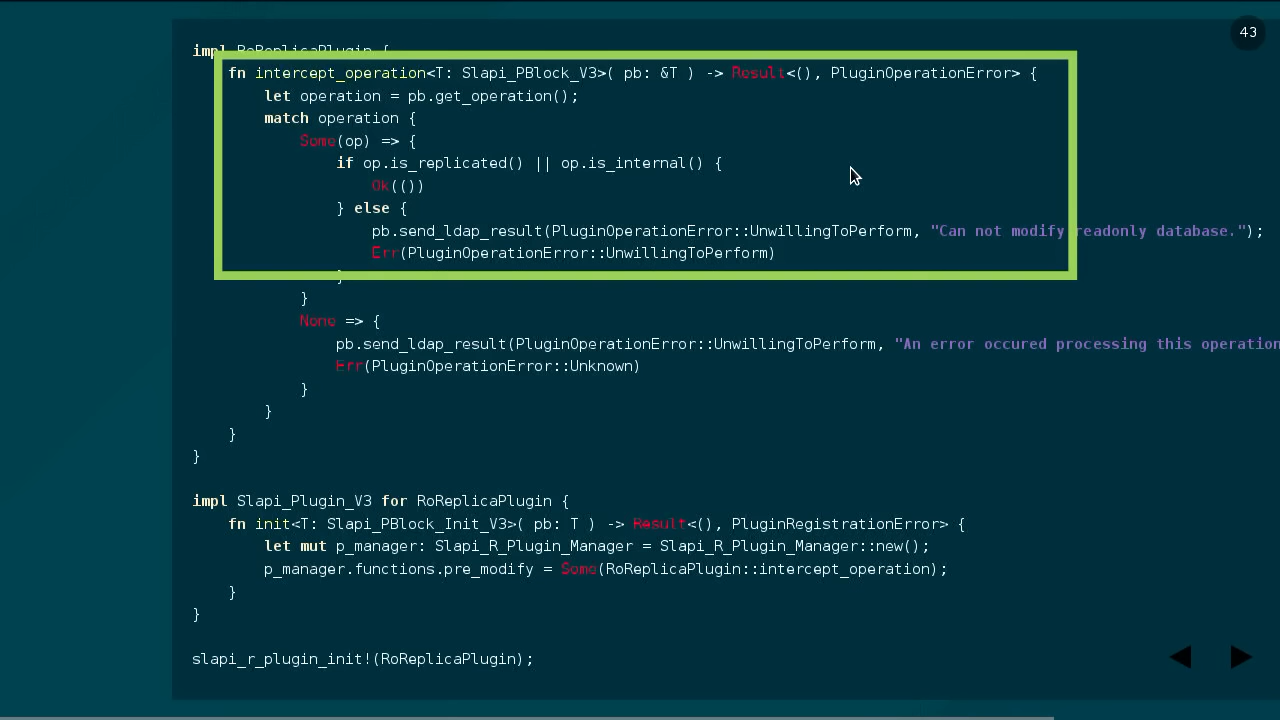 43
impl RoReplicaPlugin {
    fn intercept_operation<T: Slapi_PBlock_V3>( pb: &T ) -> Result<(), PluginOperationError> {
        let operation = pb.get_operation();
        match operation {
            Some(op) => {
                if op.is_replicated() || op.is_internal() {
                    Ok(())
                } else {
                    pb.send_ldap_result(PluginOperationError::UnwillingToPerform, "Can not modify readonly database.");
                    Err(PluginOperationError::UnwillingToPerform)
                }
            }
            None => {
                pb.send_ldap_result(PluginOperationError::UnwillingToPerform, "An error occured processing this operation
                Err(PluginOperationError::Unknown)
            }
        }
    }
}
impl Slapi_Plugin_V3 for RoReplicaPlugin {
    fn init<T: Slapi_PBlock_Init_V3>( pb: T ) -> Result<(), PluginRegistrationError> {
        let mut p_manager: Slapi_R_Plugin_Manager = Slapi_R_Plugin_Manager::new();
        p_manager.functions.pre_modify = Some(RoReplicaPlugin::intercept_operation);
    }
}
slapi_r_plugin_init!(RoReplicaPlugin);